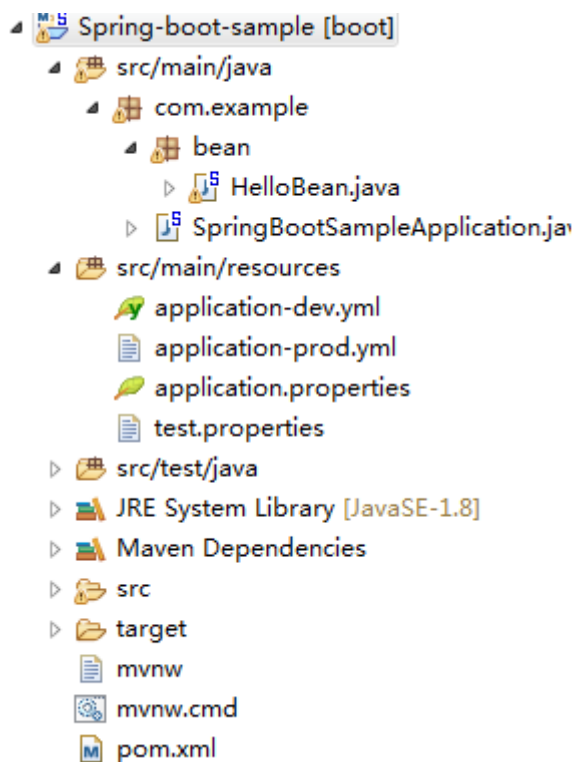 Spring-boot-sample [boot]
src/main/java
com.example
bean
HelloBean.java
SpringBootSampleApplication.jav
src/main/resources
application-dev.yml
application-prod.yml
application.properties
test.properties
src/test/java
JRE System Library [JavaSE-1.8]
Maven Dependencies
src
target
mvnw
mvnw.cmd
pom.xml